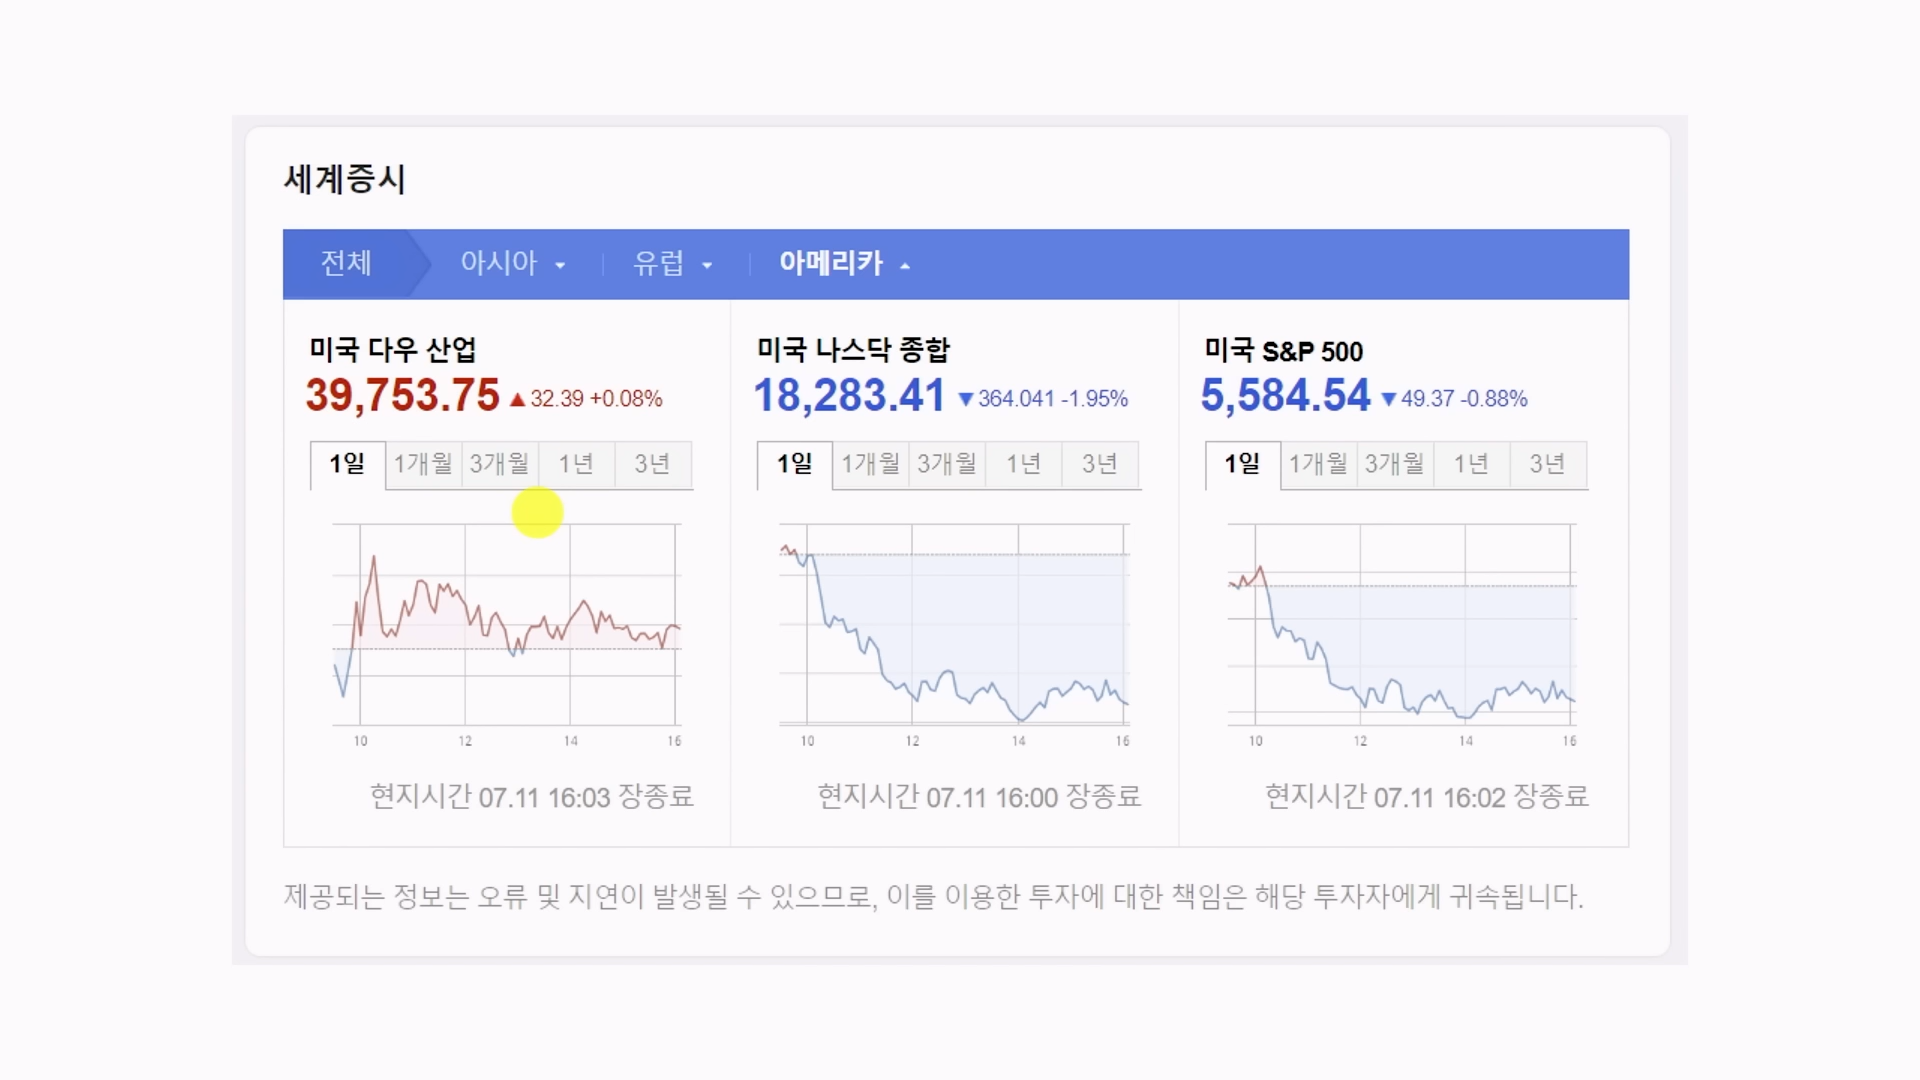 세계증시
전체 아시아 유럽 아메리카
미국 다우 산업
39,753.75 ▲32.39 +0.08%
1일 1개월 3개월 1년 3년
10 12 14 16
현지시간 07.11 16:03 장종료
미국 나스닥 종합
18,283.41 ▼364.041 -1.95%
1일 1개월 3개월 1년 3년
10 12 14 16
현지시간 07.11 16:00 장종료
미국 S&P 500
5,584.54 ▼49.37 -0.88%
1일 1개월 3개월 1년 3년
10 12 14 16
현지시간 07.11 16:02 장종료
제공되는 정보는 오류 및 지연이 발생될 수 있으므로, 이를 이용한 투자에 대한 책임은 해당 투자자에게 귀속됩니다.